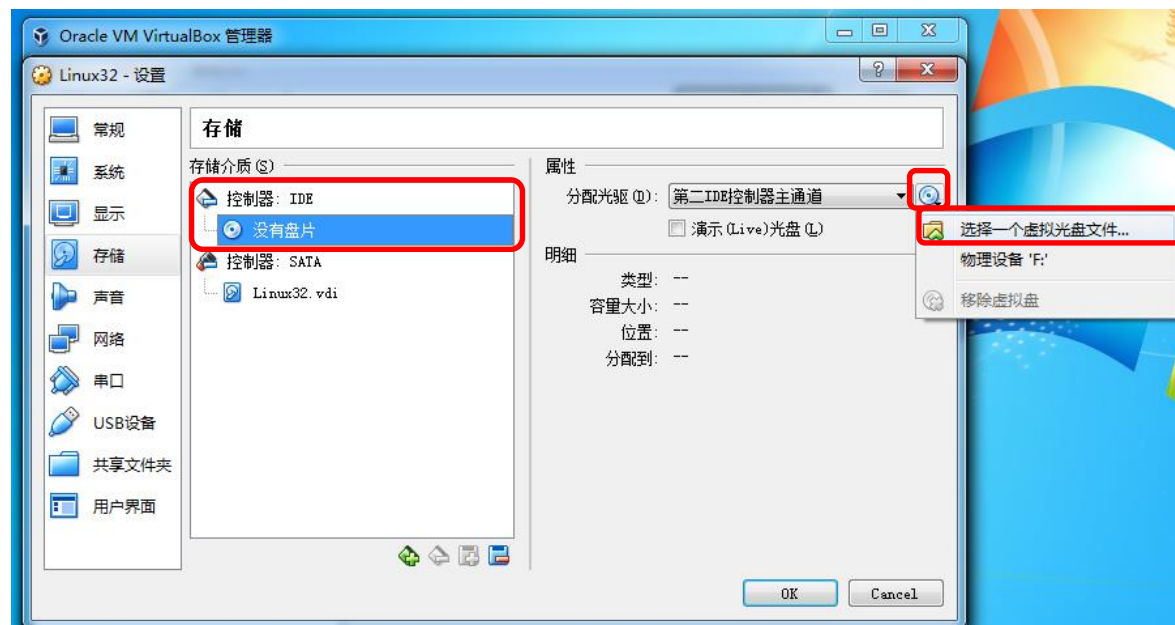 Oracle VM VirtualBox 管理器
Linux32 - 设置
常规
系统
显示
存储
声音
网络
串口
USB设备
共享文件夹
用户界面
存储
存储介质(S)
控制器: IDE
没有盘片
控制器: SATA
Linux32.vdi
属性
分配光驱(D): 第二IDE控制器主通道
演示(Live)光盘(L)
明细
类型: --
容量大小: --
位置: --
分配到: --
选择一个虚拟光盘文件...
物理设备 'F:'
移除虚拟盘
OK
Cancel